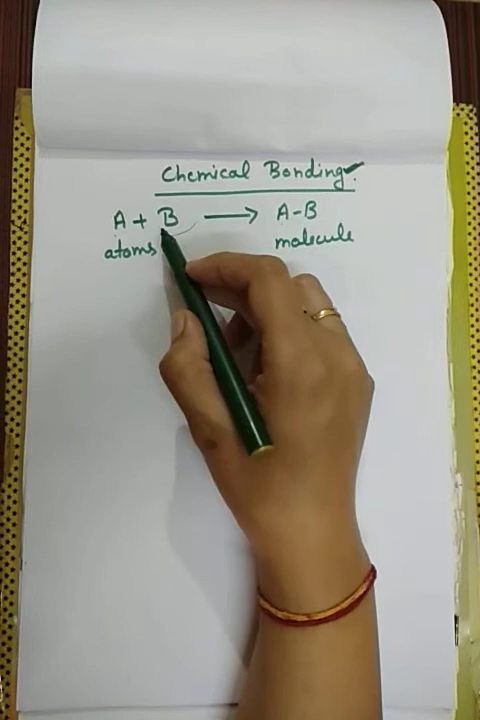 Chemical Bonding:
A + B ⟶ A-B
atoms molecule